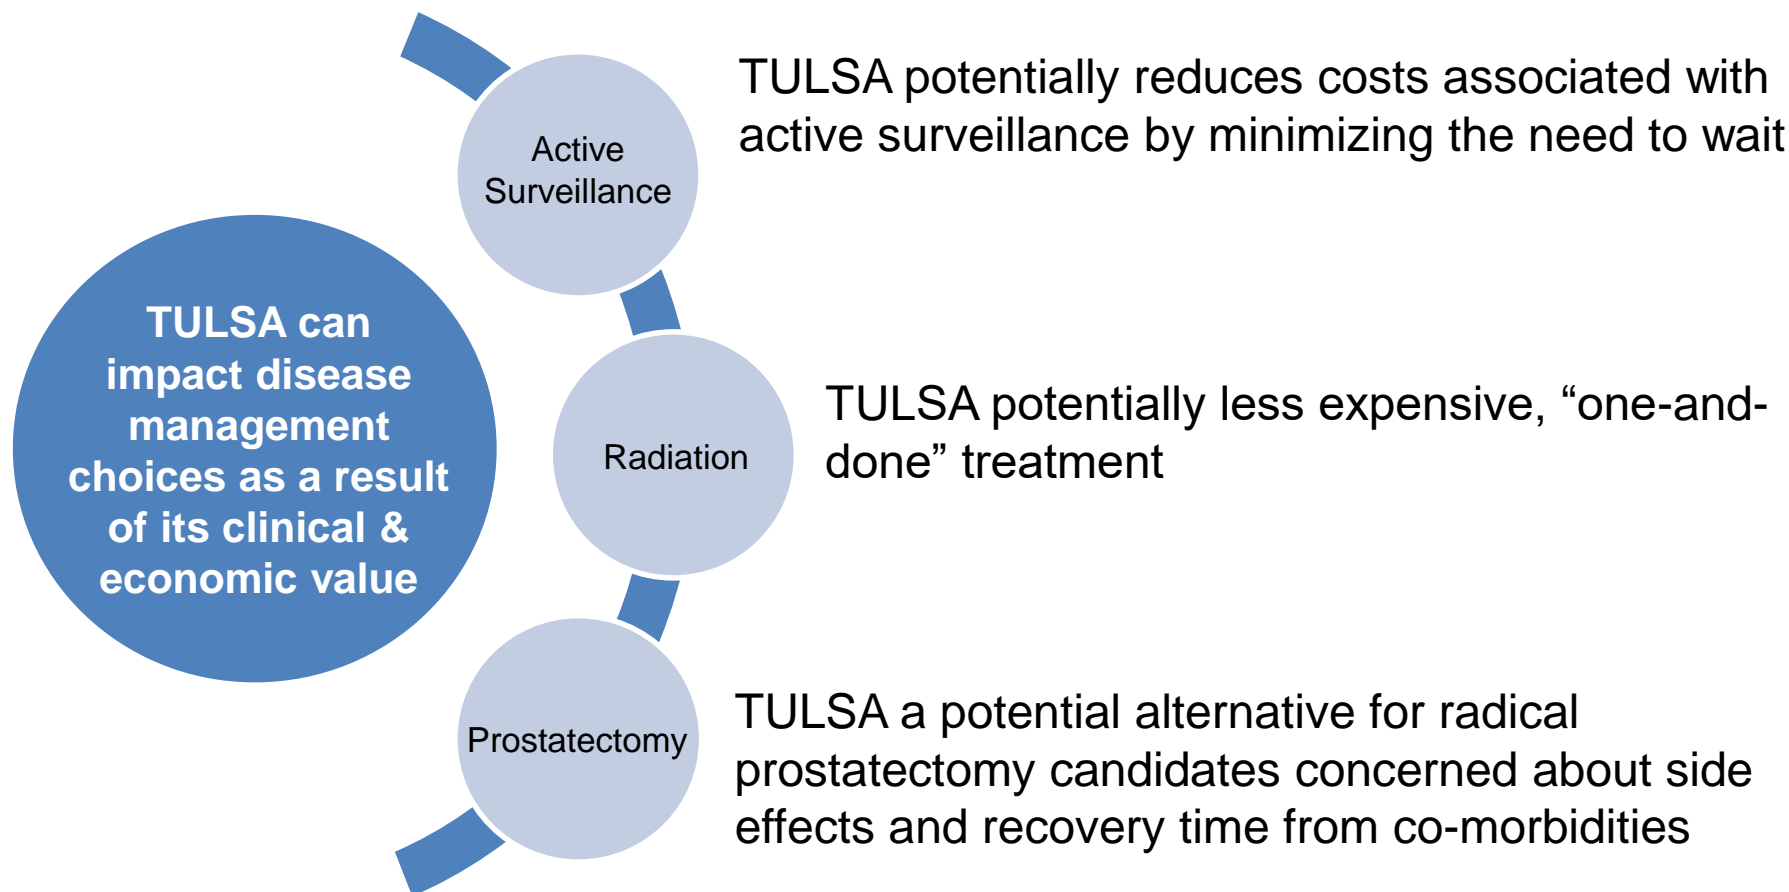 TULSA can
impact disease
management
choices as a result
of its clinical &
economic value
Active
Surveillance
TULSA potentially reduces costs associated with
active surveillance by minimizing the need to wait
Radiation
TULSA potentially less expensive, “one-and-
done” treatment
Prostatectomy
TULSA a potential alternative for radical
prostatectomy candidates concerned about side
effects and recovery time from co-morbidities